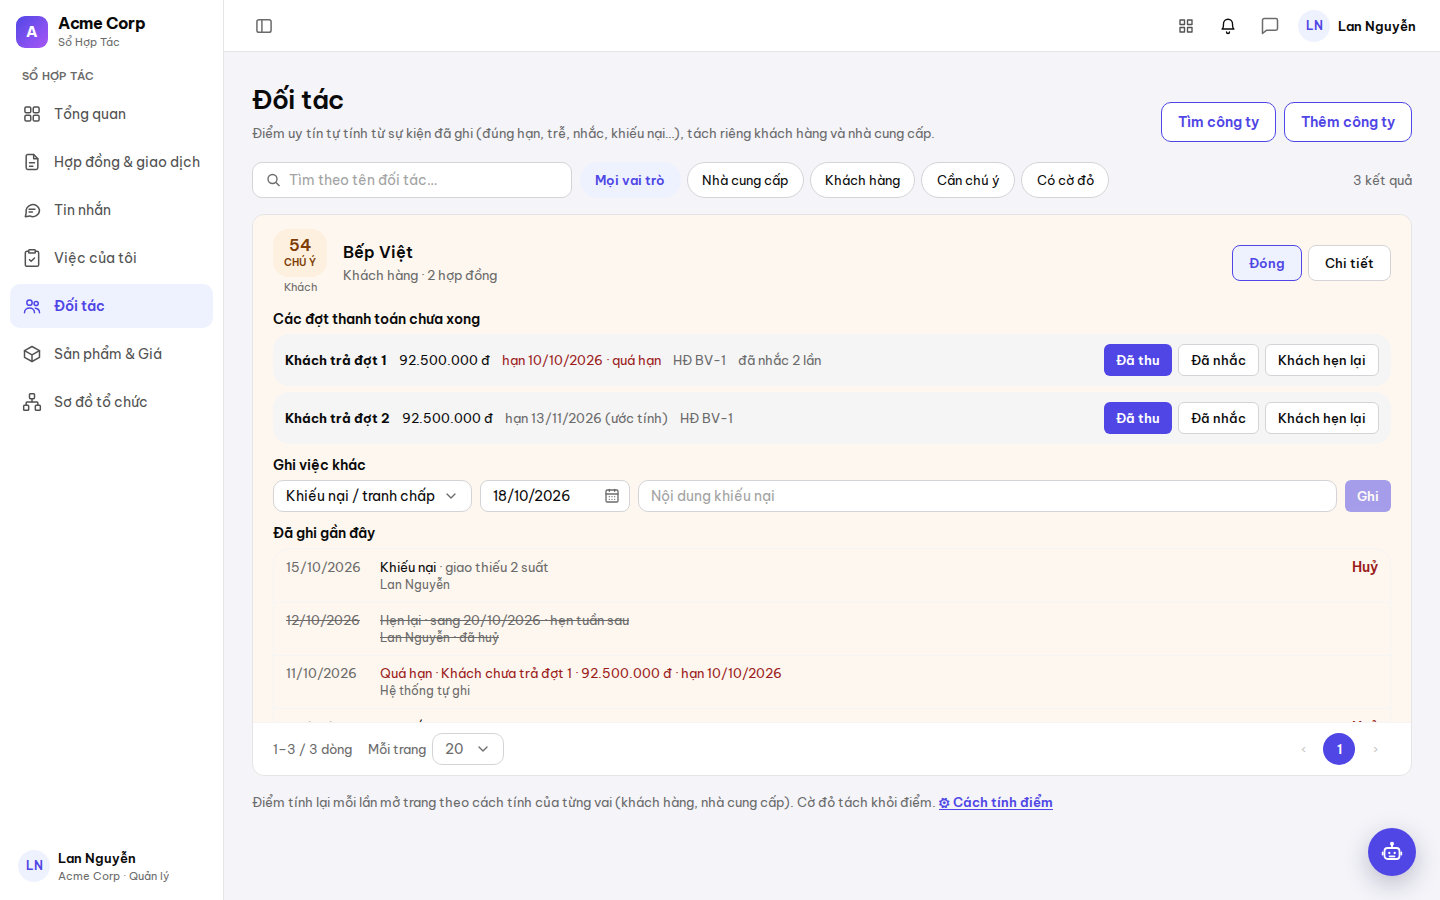 A
Acme Corp
Sổ Hợp Tác
SỔ HỢP TÁC
Tổng quan
Hợp đồng & giao dịch
Tin nhắn
Việc của tôi
Đối tác
Sản phẩm & Giá
Sơ đồ tổ chức
LN
Lan Nguyễn
Acme Corp · Quản lý
LN Lan Nguyễn
Đối tác
Điểm uy tín tự tính từ sự kiện đã ghi (đúng hạn, trễ, nhắc, khiếu nại...), tách riêng khách hàng và nhà cung cấp.
Tìm công ty Thêm công ty
Tìm theo tên đối tác... Mọi vai trò Nhà cung cấp Khách hàng Cần chú ý Có cờ đỏ 3 kết quả
54
CHÚ Ý
Khách
Bếp Việt
Khách hàng · 2 hợp đồng
Đóng Chi tiết
Các đợt thanh toán chưa xong
Khách trả đợt 1 92.500.000 đ hạn 10/10/2026 · quá hạn HĐ BV-1 đã nhắc 2 lần Đã thu Đã nhắc Khách hẹn lại
Khách trả đợt 2 92.500.000 đ hạn 13/11/2026 (ước tính) HĐ BV-1 Đã thu Đã nhắc Khách hẹn lại
Ghi việc khác
Khiếu nại / tranh chấp 18/10/2026 Nội dung khiếu nại Ghi
Đã ghi gần đây
15/10/2026 Khiếu nại · giao thiếu 2 suất Huỷ
Lan Nguyễn
12/10/2026 Hẹn lại · sang 20/10/2026 · hẹn tuần sau
Lan Nguyễn · đã huỷ
11/10/2026 Quá hạn · Khách chưa trả đợt 1 · 92.500.000 đ · hạn 10/10/2026
Hệ thống tự ghi
1–3 / 3 dòng Mỗi trang 20 ‹ 1 ›
Điểm tính lại mỗi lần mở trang theo cách tính của từng vai (khách hàng, nhà cung cấp). Cờ đỏ tách khỏi điểm. ⚙ Cách tính điểm